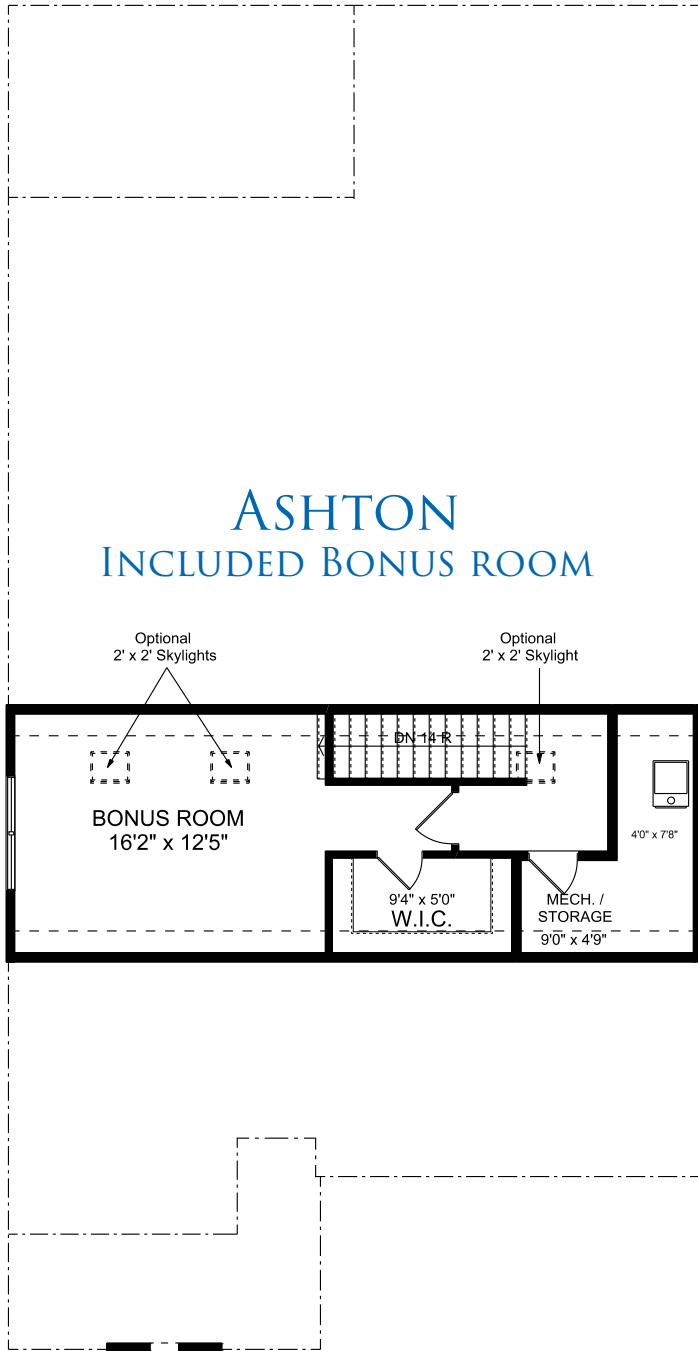 ASHTON
INCLUDED BONUS ROOM
Optional
2' x 2' Skylights
Optional
2' x 2' Skylight
DN 14 R
BONUS ROOM
16'2" x 12'5"
4'0" x 7'8"
9'4" x 5'0"
W.I.C.
MECH. /
STORAGE
9'0" x 4'9"